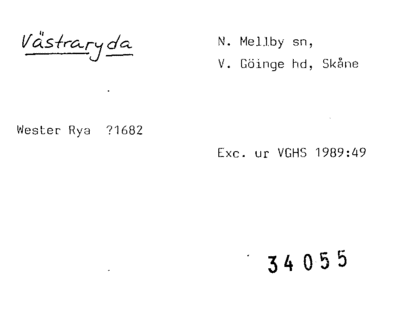 Västraryda
N. Mellby sn,
V. Göinge hd, Skåne
Wester Rya ?1682
Exc. ur VGHS 1989:49
34055